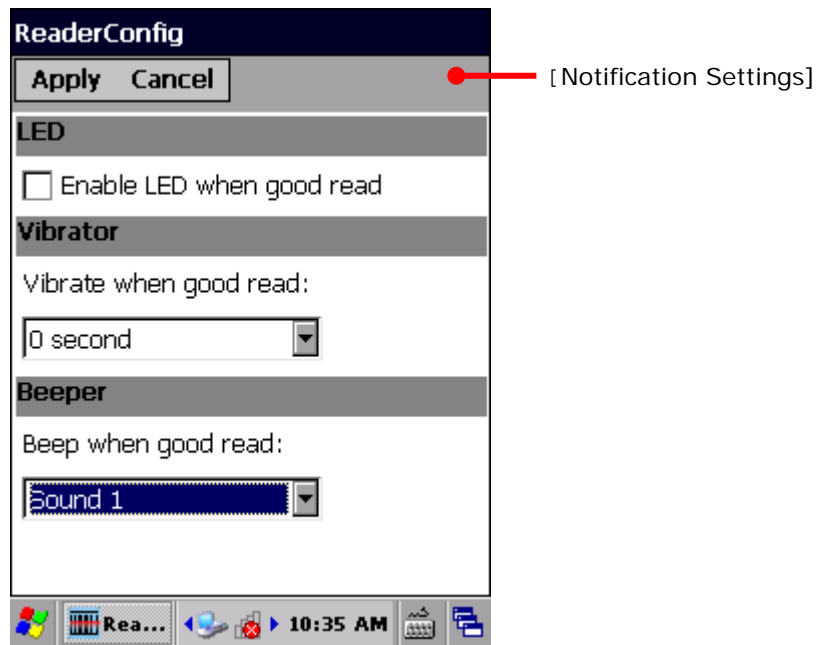 ReaderConfig
Apply Cancel
[Notification Settings]
LED
Enable LED when good read
Vibrator
Vibrate when good read:
0 second
Beeper
Beep when good read:
Sound 1
Rea... 10:35 AM